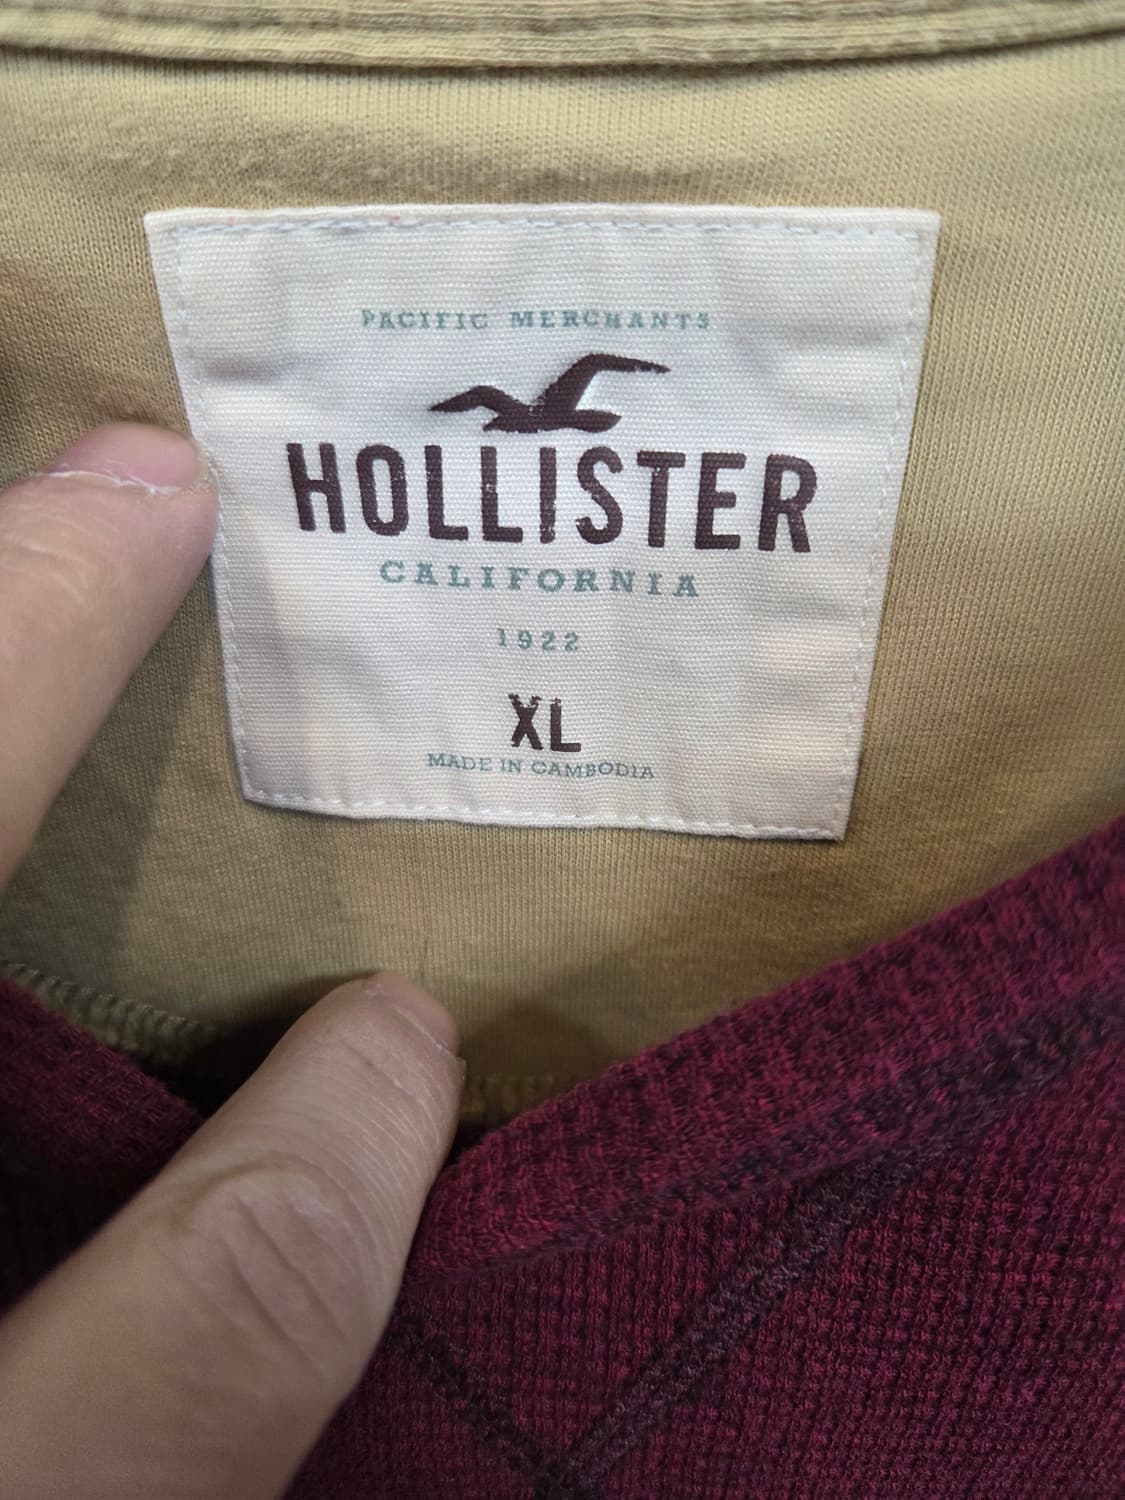 PACIFIC MERCHANTS
HOLLISTER
CALIFORNIA
1922
XL
MADE IN CAMBODIA